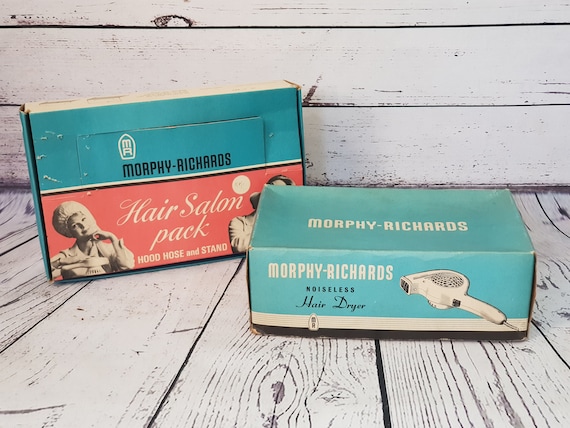 MR
MORPHY-RICHARDS
Hair Salon
pack
HOOD HOSE and STAND
MORPHY-RICHARDS
MORPHY-RICHARDS
NOISELESS
Hair Dryer